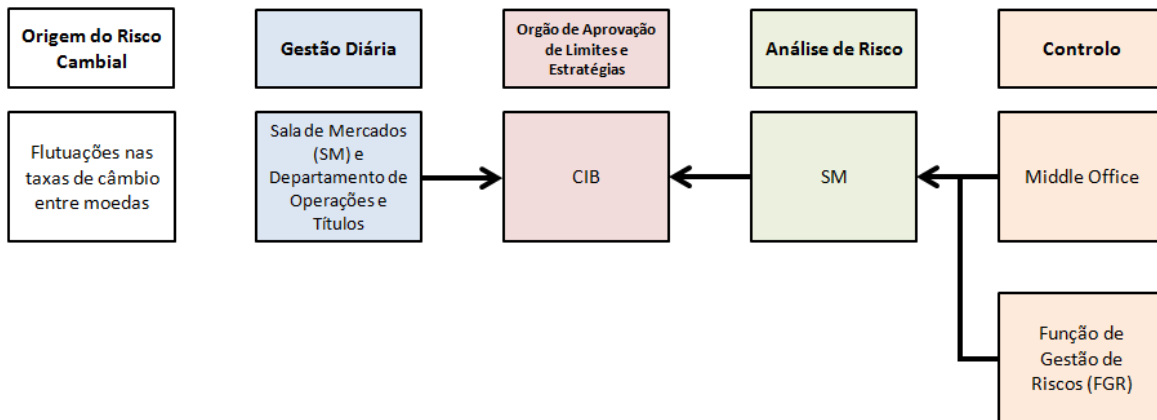 Origem do Risco
Cambial
Gestão Diária
Orgão de Aprovação
de Limites e
Estratégias
Análise de Risco
Controlo
Flutuações nas
taxas de câmbio
entre moedas
Sala de Mercados
(SM) e
Departamento de
Operações e
Títulos
CIB
SM
Middle Office
Função de
Gestão de
Riscos (FGR)